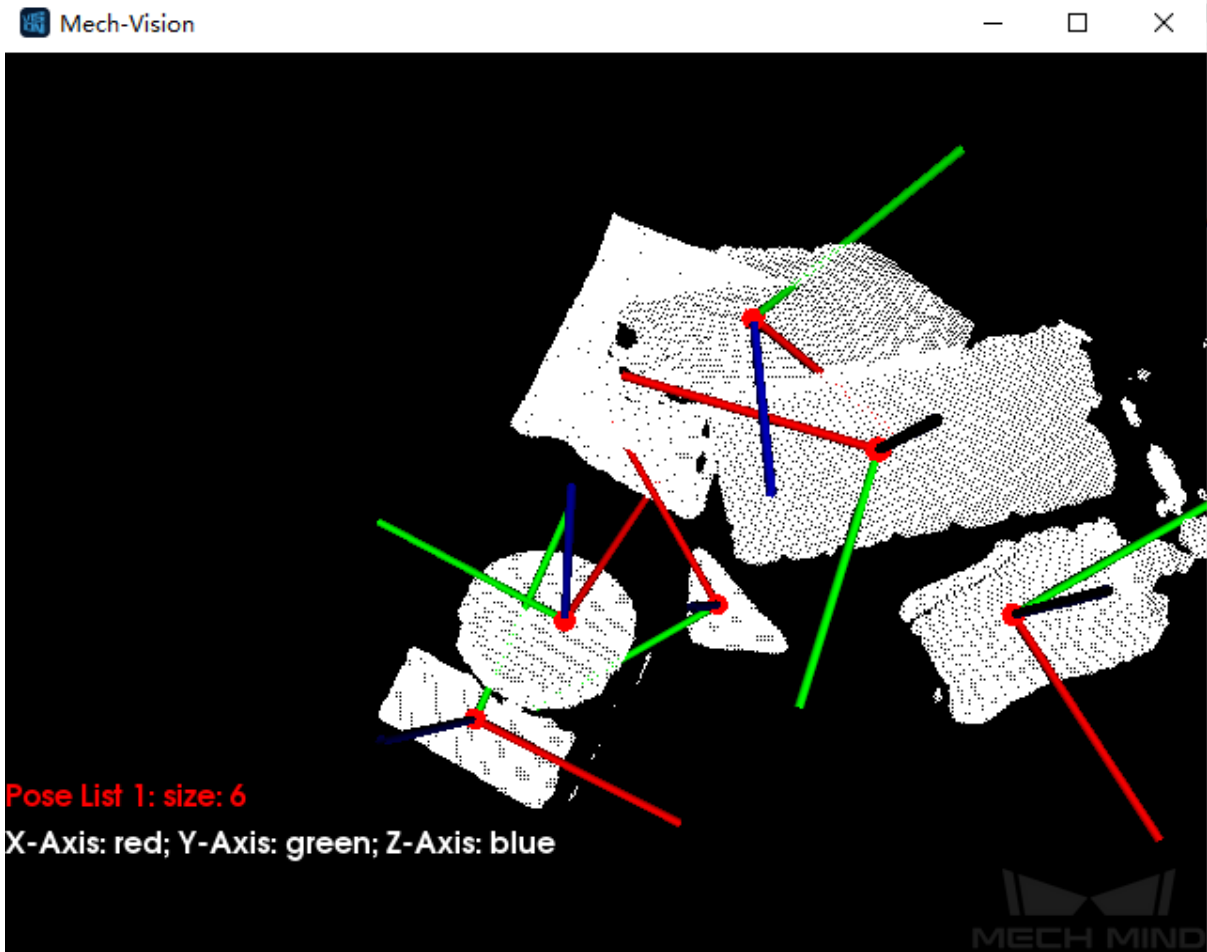 Mech-Vision
Pose List 1: size: 6
X-Axis: red; Y-Axis: green; Z-Axis: blue
MECH MIND